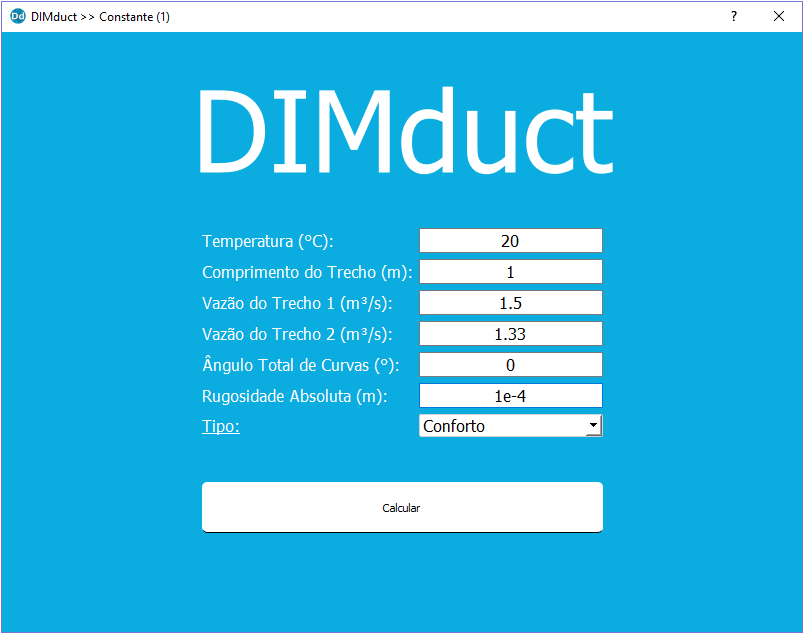 Dd DIMduct >> Constante (1) ?
DIMduct
Temperatura (°C): 20
Comprimento do Trecho (m): 1
Vazão do Trecho 1 (m³/s): 1.5
Vazão do Trecho 2 (m³/s): 1.33
Ângulo Total de Curvas (°): 0
Rugosidade Absoluta (m): 1e-4
Tipo: Conforto
Calcular